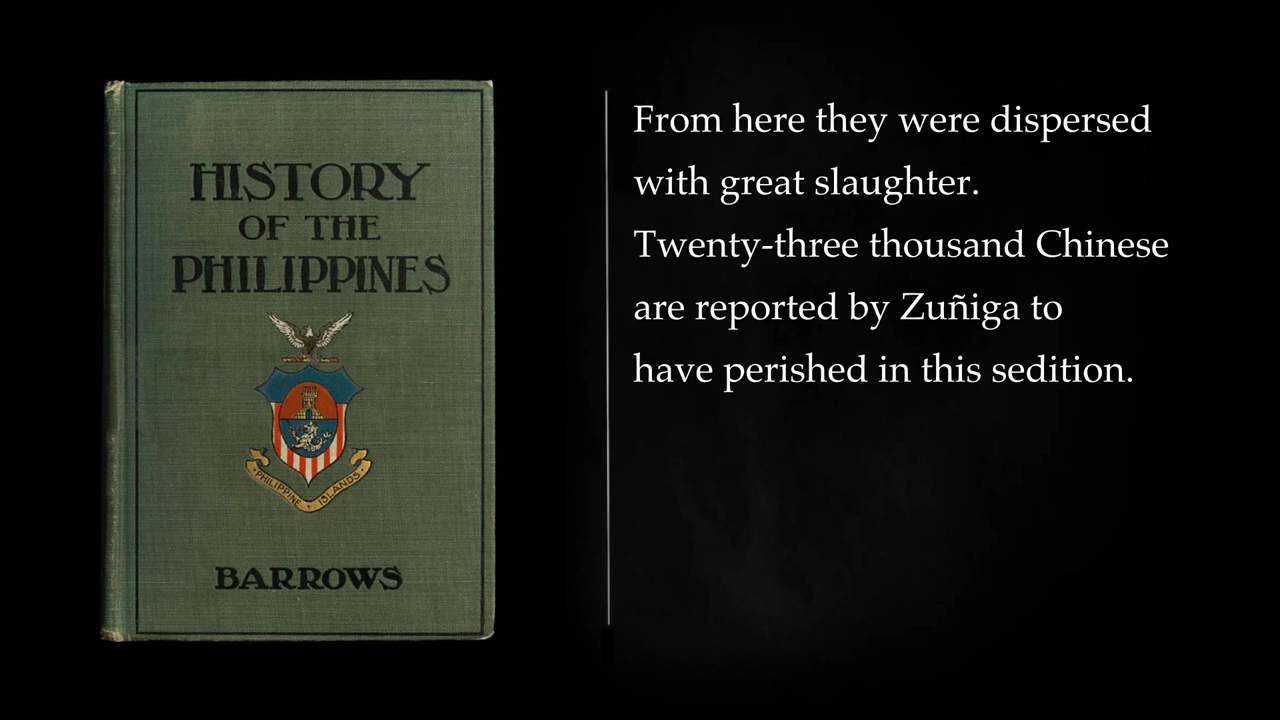 HISTORY
OF THE
PHILIPPINES
PHILIPPINE ISLANDS
BARROWS
From here they were dispersed
with great slaughter.
Twenty-three thousand Chinese
are reported by Zuñiga to
have perished in this sedition.